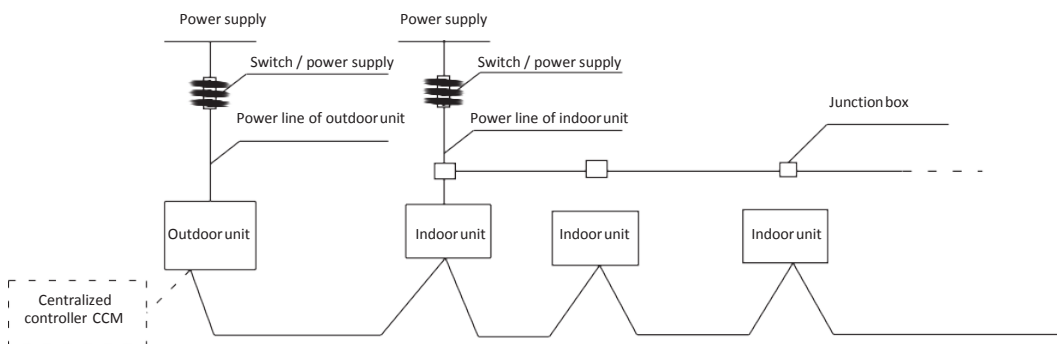 Power supply
Power supply
Switch / power supply
Switch / power supply
Junction box
Power line of outdoor unit
Power line of indoor unit
Outdoor unit
Indoor unit
Indoor unit
Indoor unit
Centralized
controller CCM